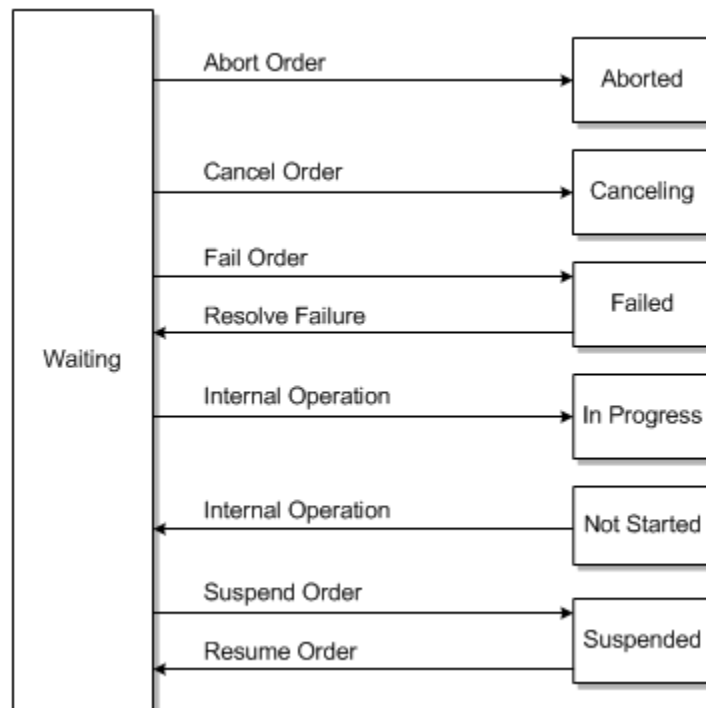 Abort Order
Aborted
Cancel Order
Canceling
Fail Order
Failed
Resolve Failure
Waiting
Internal Operation
In Progress
Internal Operation
Not Started
Suspend Order
Suspended
Resume Order